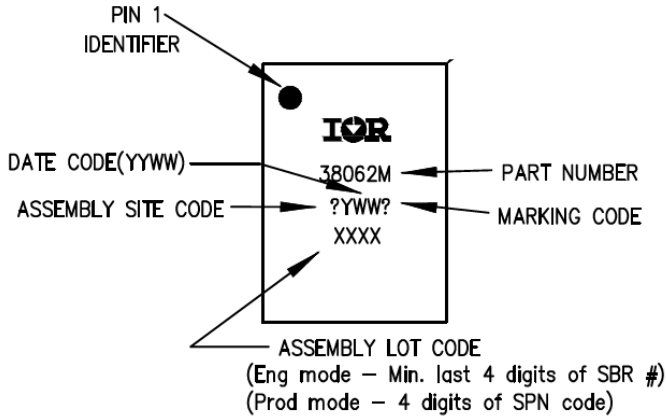 PIN 1
IDENTIFIER
IOR
DATE CODE(YYWW)
38062M
PART NUMBER
ASSEMBLY SITE CODE
?YWW?
MARKING CODE
XXXX
ASSEMBLY LOT CODE
(Eng mode – Min. last 4 digits of SBR #)
(Prod mode – 4 digits of SPN code)